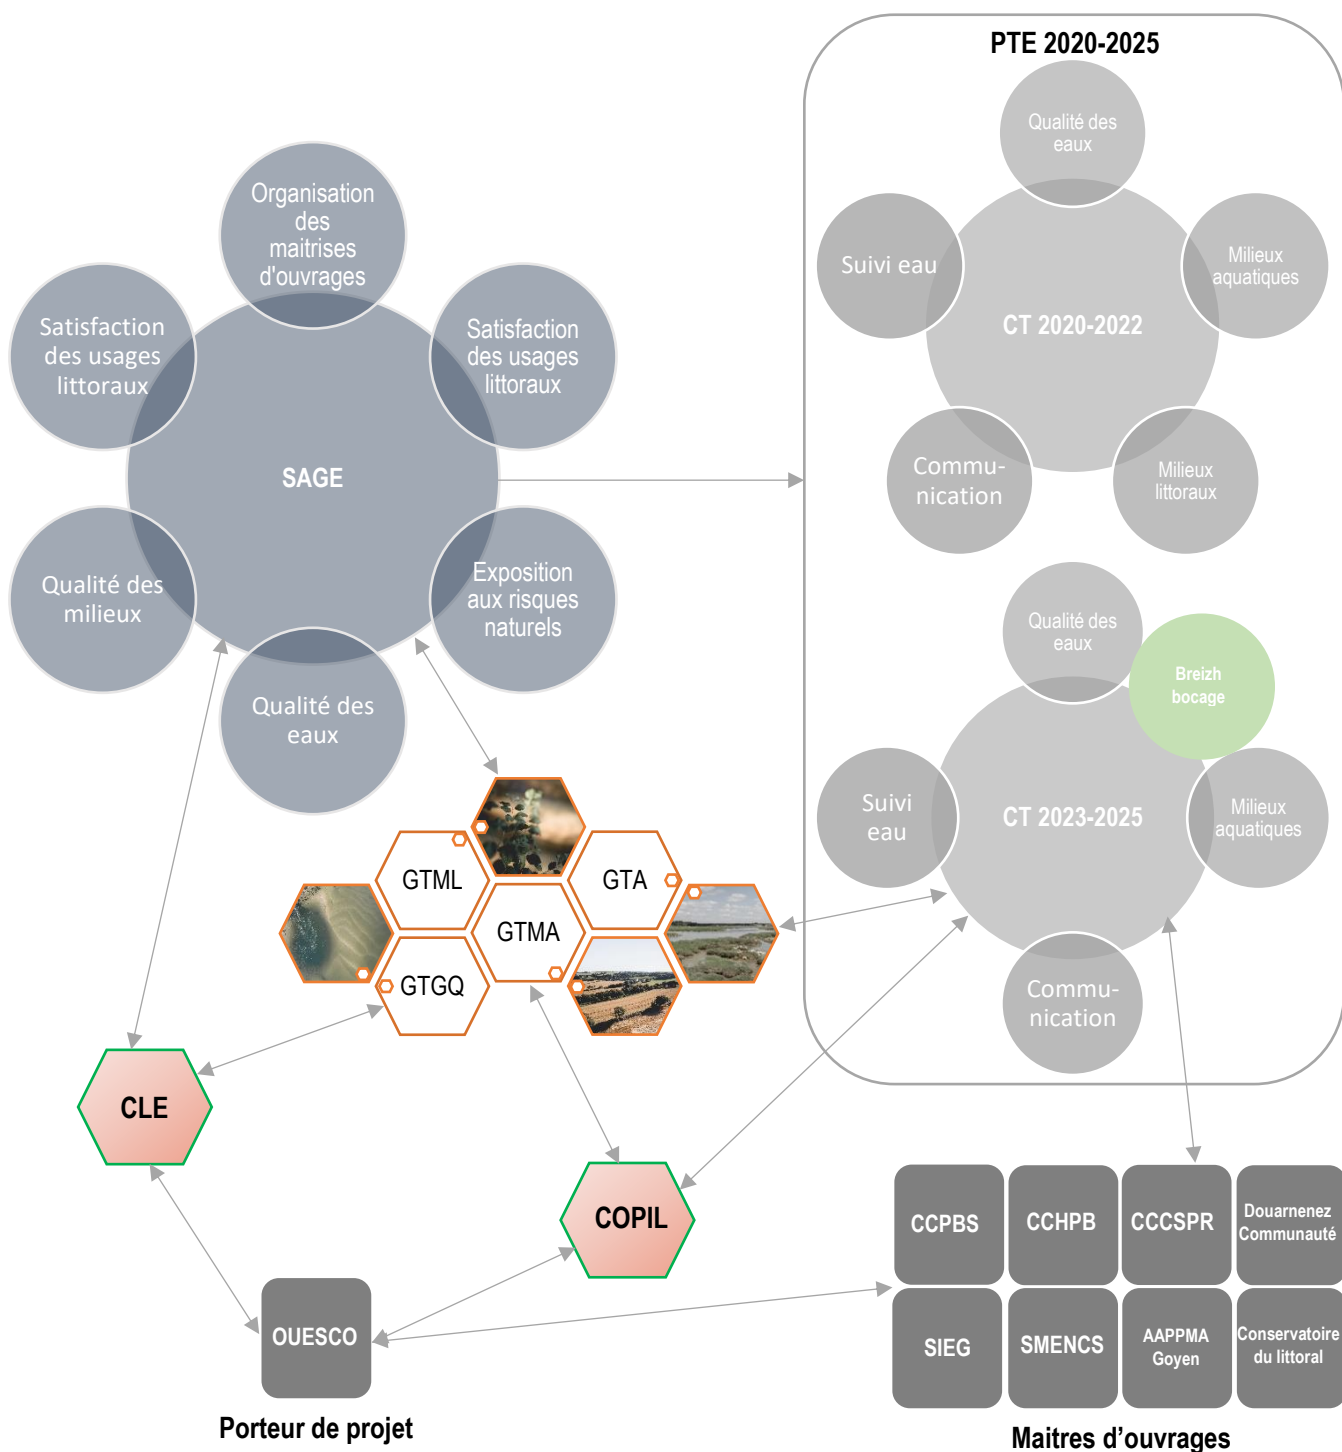 PTE 2020-2025
Qualité des
eaux
Suivi eau
Milieux
aquatiques
CT 2020-2022
Commu-
nication
Milieux
littoraux
Organisation
des
maitrises
d'ouvrages
Satisfaction
des usages
littoraux
Satisfaction
des usages
littoraux
SAGE
Qualité des
milieux
Exposition
aux risques
naturels
Qualité des
eaux
Qualité des
eaux
Breizh
bocage
Suivi
eau
CT 2023-2025
Milieux
aquatiques
Commu-
nication
GTML
GTA
GTMA
GTGQ
CLE
COPIL
OUESCO
Porteur de projet
CCPBS
CCHPB
CCCSPR
Douarnenez
Communauté
SIEG
SMENCS
AAPPMA
Goyen
Conservatoire
du littoral
Maitres d’ouvrages